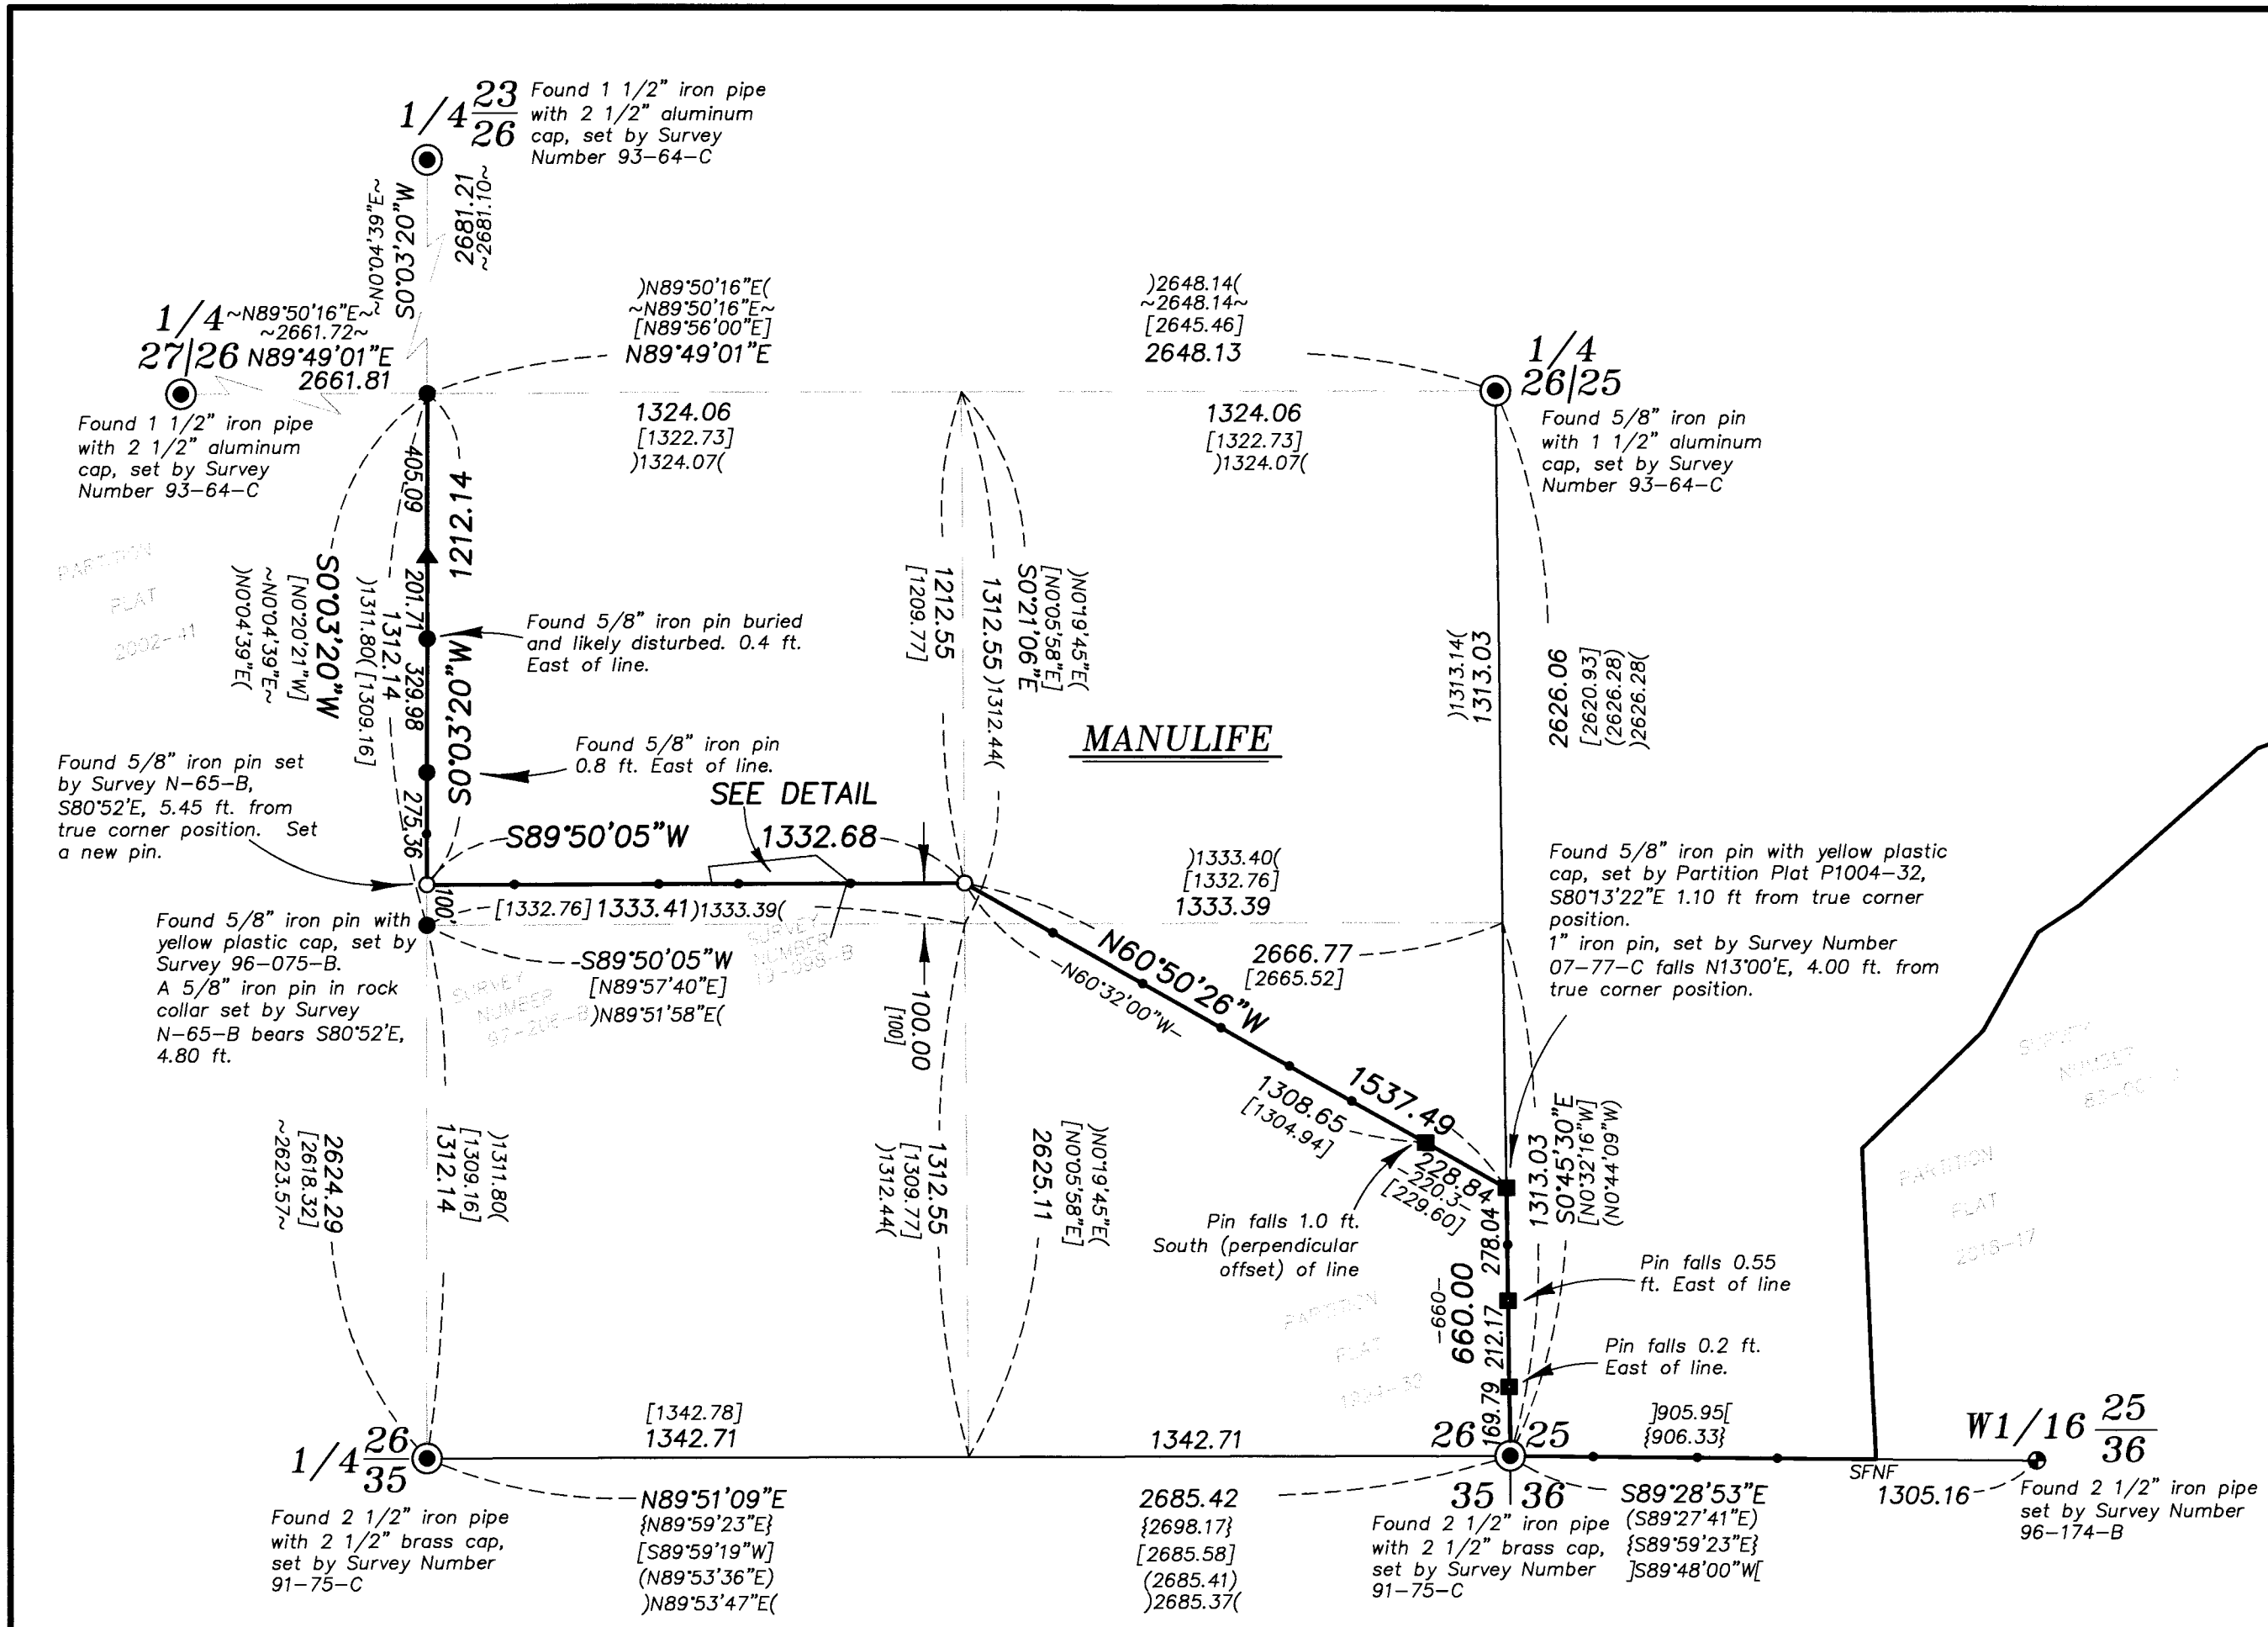 1/4 23
26
Found 1 1/2" iron pipe
with 2 1/2" aluminum
cap, set by Survey
Number 93-64-C
~N0°04'39"E~
S0°03'20"W
2681.21
~2681.10~
1/4
27|26
~N89°50'16"E~
~2661.72~
N89°49'01"E
2661.81
Found 1 1/2" iron pipe
with 2 1/2" aluminum
cap, set by Survey
Number 93-64-C
)N89°50'16"E(
~N89°50'16"E~
[N89°56'00"E]
N89°49'01"E
)2648.14(
~2648.14~
[2645.46]
2648.13
1/4
26|25
Found 5/8" iron pin
with 1 1/2" aluminum
cap, set by Survey
Number 93-64-C
1324.06
[1322.73]
)1324.07(
1324.06
[1322.73]
)1324.07(
405.09
1212.14
201.71
329.98
275.36
S0°03'20"W
PARTITION
PLAT
2002-41
S0°03'20"W
[N0°20'21"W]
~N0°04'39"E~
)N0°04'39"E(
1312.14
)1311.80( [1309.16]
Found 5/8" iron pin buried
and likely disturbed. 0.4 ft.
East of line.
Found 5/8" iron pin
0.8 ft. East of line.
1212.55
[1209.77]
1312.55 )1312.44(
S0°21'06"E
[N0°05'58"E]
)N0°19'45"E(
MANULIFE
)1313.14(
1313.03
2626.06
[2620.93]
(2626.28)
)2626.28(
Found 5/8" iron pin set
by Survey N-65-B,
S80°52'E, 5.45 ft. from
true corner position. Set
a new pin.
SEE DETAIL
S89°50'05"W 1332.68
100'
[1332.76] 1333.41 )1333.39(
)1333.40(
[1332.76]
1333.39
Found 5/8" iron pin with yellow plastic
cap, set by Partition Plat P1004-32,
S80°13'22"E 1.10 ft from true corner
position.
1" iron pin, set by Survey Number
07-77-C falls N13°00'E, 4.00 ft. from
true corner position.
Found 5/8" iron pin with
yellow plastic cap, set by
Survey 96-075-B.
A 5/8" iron pin in rock
collar set by Survey
N-65-B bears S80°52'E,
4.80 ft.
SURVEY
NUMBER
SURVEY
NUMBER
S89°50'05"W
[N89°57'40"E]
)N89°51'58"E(
100.00
[100]
2666.77
[2665.52]
N60°50'26"W
-N60°32'00"W-
1537.49
1308.65
[1304.94]
228.84
-220.3-
[229.60]
Pin falls 1.0 ft.
South (perpendicular
offset) of line
1313.03
S0°45'30"E
[N0°32'16"W]
(N0°44'09"W)
SURVEY
NUMBER
PARTITION
PLAT
2016-17
278.04
212.17
169.79
-660-
660.00
Pin falls 0.55
ft. East of line
Pin falls 0.2 ft.
East of line.
PARTITION
PLAT
2624.29
[2618.32]
~2623.57~
)1311.80(
[1309.16]
1312.14
1312.55
[1309.77]
)1312.44(
)N0°19'45"E(
[N0°05'58"E]
2625.11
1/4 26
35
Found 2 1/2" iron pipe
with 2 1/2" brass cap,
set by Survey Number
91-75-C
[1342.78]
1342.71
1342.71
N89°51'09"E
{N89°59'23"E}
[S89°59'19"W]
(N89°53'36"E)
)N89°53'47"E(
2685.42
{2698.17}
[2685.58]
(2685.41)
)2685.37(
26 25
35 36
Found 2 1/2" iron pipe
with 2 1/2" brass cap,
set by Survey Number
91-75-C
]905.95[
{906.33}
S89°28'53"E
(S89°27'41"E)
{S89°59'23"E}
]S89°48'00"W[
SFNF
1305.16
W1/16 25
36
Found 2 1/2" iron pipe
set by Survey Number
96-174-B